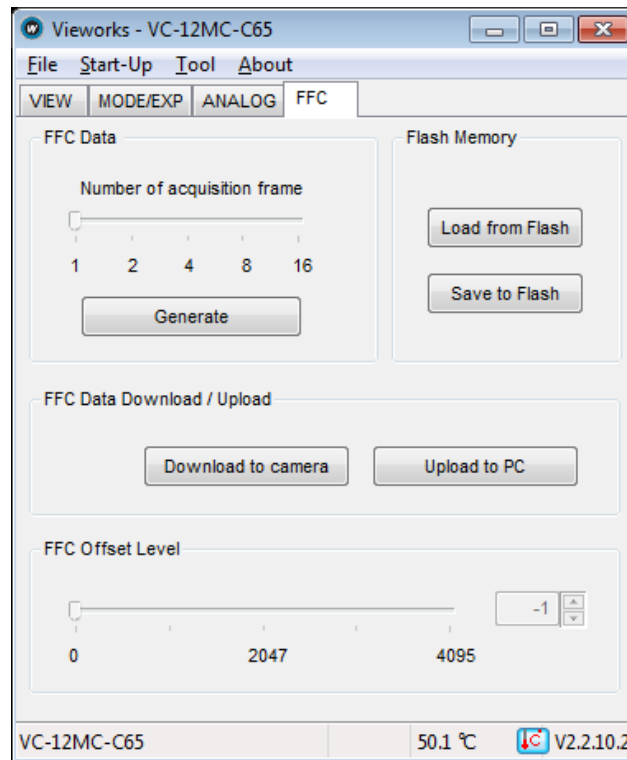 Vieworks - VC-12MC-C65
File Start-Up Tool About
VIEW MODE/EXP ANALOG FFC
FFC Data
Number of acquisition frame
1 2 4 8 16
Generate
Flash Memory
Load from Flash
Save to Flash
FFC Data Download / Upload
Download to camera Upload to PC
FFC Offset Level
-1
0 2047 4095
VC-12MC-C65 50.1 ℃ C V2.2.10.2